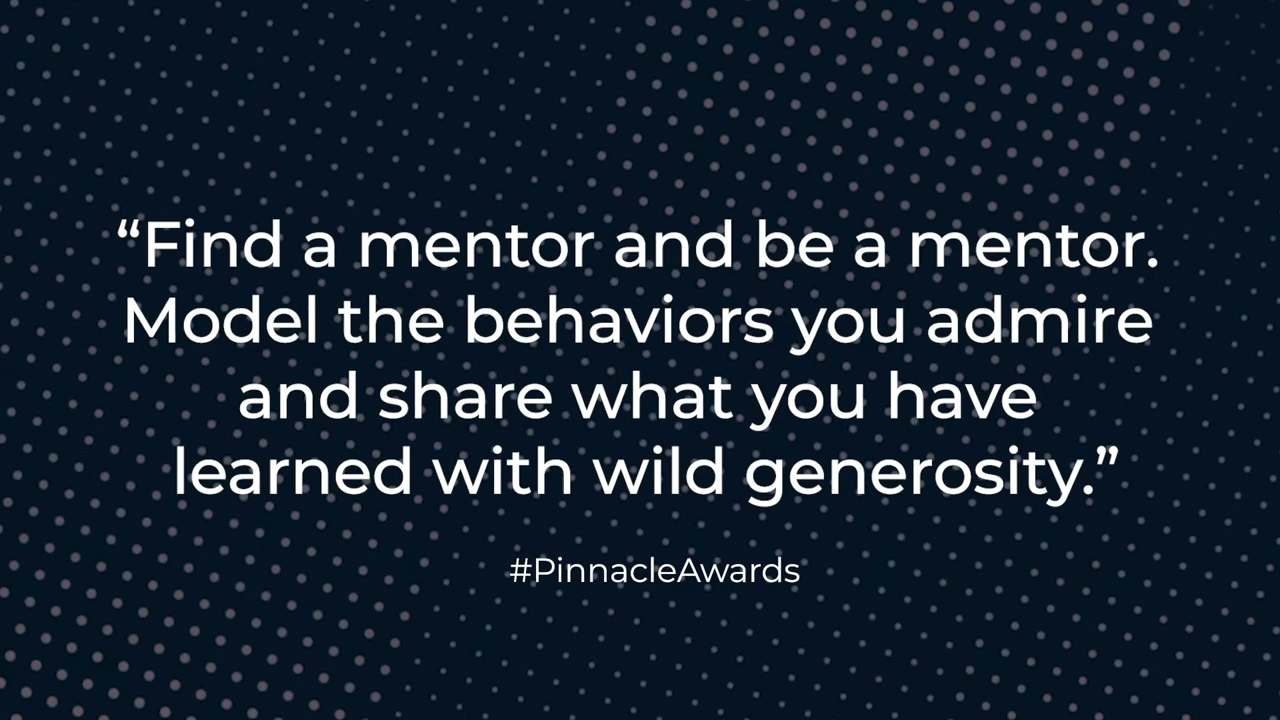 “Find a mentor and be a mentor.
Model the behaviors you admire
and share what you have
learned with wild generosity.”
#PinnacleAwards